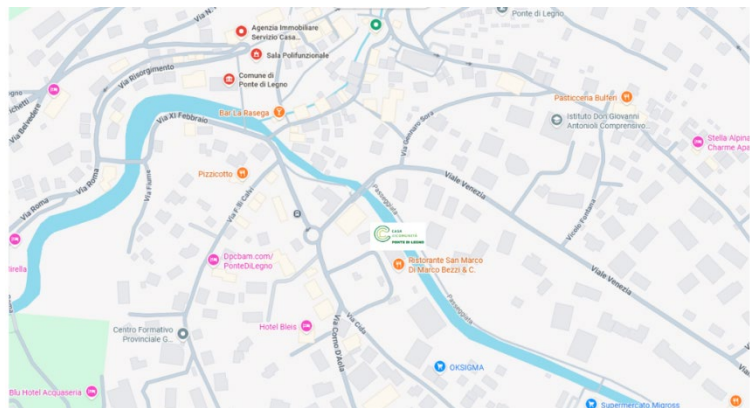 Ponte di Legno
Agenzia Immobiliare
Servizio Casa...
Sala Polifunzionale
Via Risorgimento
Comune di
Ponte di Legno
Via Belvedere
Bar La Rasega
Via XI Febbraio
Pasticceria Bulferi
Istituto Don Giovanni
Antonioli Comprensivo
Via Gennaro Sora
Stella Alpina
Charme Apa
Via Roma
Via Fiume
Pizzicotto
Viale Venezia
Via F.lli Calvi
Passeggiata
Via Roma
Vicolo Fontana
CASA
PONTE DI LEGNO
Dpcbam.com/
PonteDiLegno
Ristorante San Marco
Di Marco Bezzi & C.
Viale Venezia
Passeggiata
Via Cida
Hotel Bleis
Centro Formativo
Provinciale G...
Via Corno D'Aola
OKSIGMA
Blu Hotel Acquaseria
Supermercato Migross